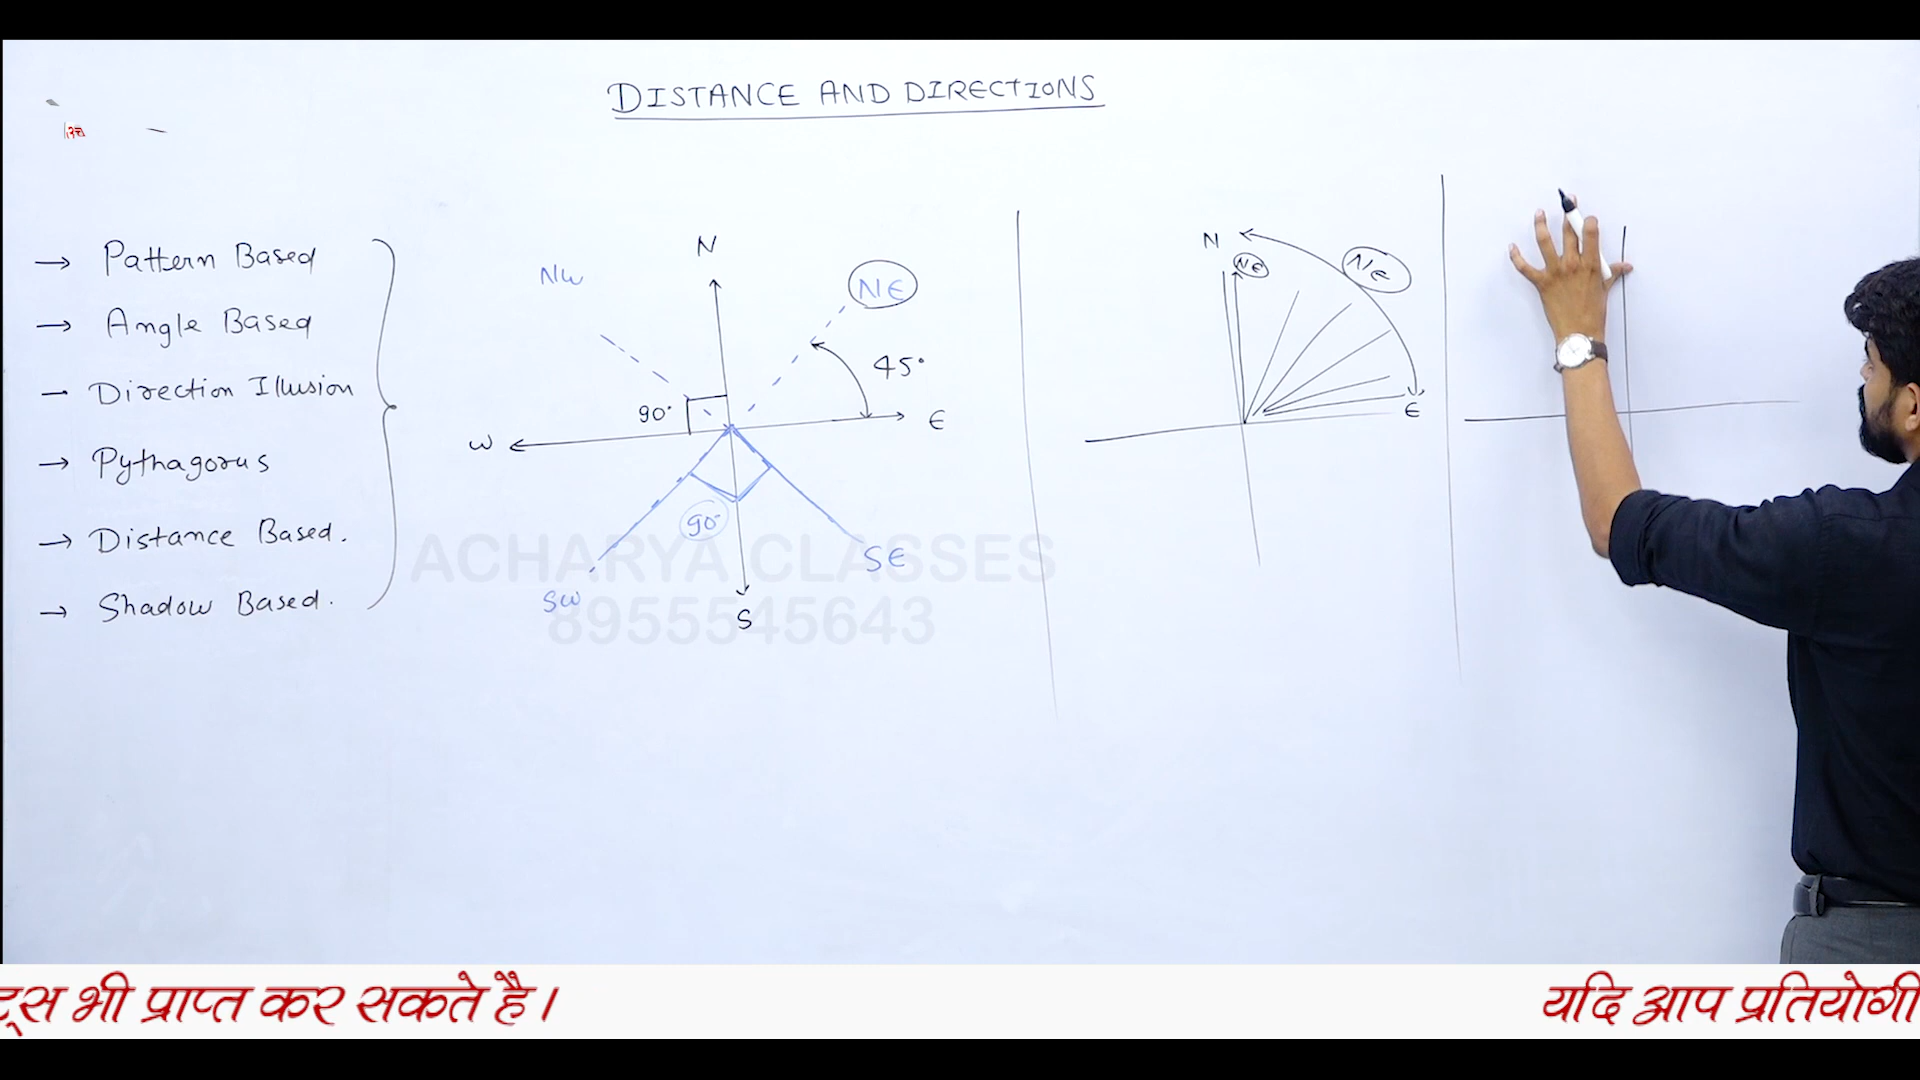 DISTANCE AND DIRECTIONS
→ Pattern Based
→ Angle Based
– Direction Illusion
→ Pythagorus
→ Distance Based.
→ Shadow Based.
N
NW
NE
45°
90°
W
E
90°
SE
SW
S
N
NE
NE
E
ACHARYA CLASSES
8955545643
ट्स भी प्राप्त कर सकते है।
यदि आप प्रतियोगी